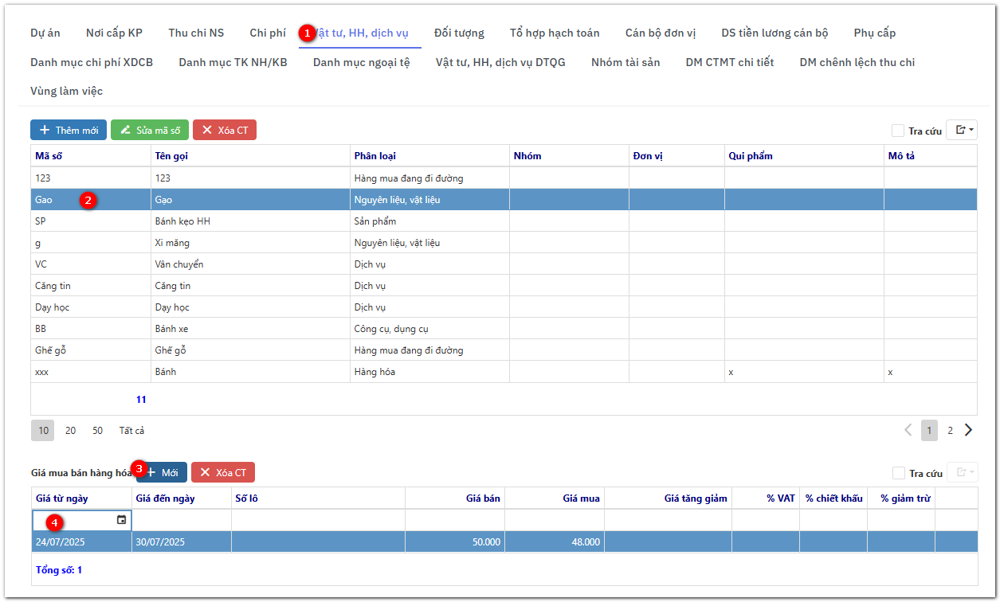 Dự án Nơi cấp KP Thu chi NS Chi phí 1 ật tư, HH, dịch vụ Đối tượng Tổ hợp hạch toán Cán bộ đơn vị DS tiền lương cán bộ Phụ cấp
Danh mục chi phí XDCB Danh mục TK NH/KB Danh mục ngoại tệ Vật tư, HH, dịch vụ DTQG Nhóm tài sản DM CTMT chi tiết DM chênh lệch thu chi
Vùng làm việc
Thêm mới Sửa mã số Xóa CT Tra cứu
Mã số Tên gọi Phân loại Nhóm Đơn vị Qui phẩm Mô tả
123 123 Hàng mua đang đi đường
Gao 2 Gạo Nguyên liệu, vật liệu
SP Bánh kẹo HH Sản phẩm
g Xi măng Nguyên liệu, vật liệu
VC Vân chuyển Dịch vụ
Căng tin Căng tin Dịch vụ
Dạy học Dạy học Dịch vụ
BB Bánh xe Công cụ, dụng cụ
Ghế gỗ Ghế gỗ Hàng mua đang đi đường
xxx Bánh Hàng hóa x x
11
10 20 50 Tất cả 1 2
Giá mua bán hàng hóa 3 Mới Xóa CT Tra cứu
Giá từ ngày Giá đến ngày Số lô Giá bán Giá mua Giá tăng giảm % VAT % chiết khấu % giảm trừ
4
24/07/2025 30/07/2025 50.000 48.000
Tổng số: 1